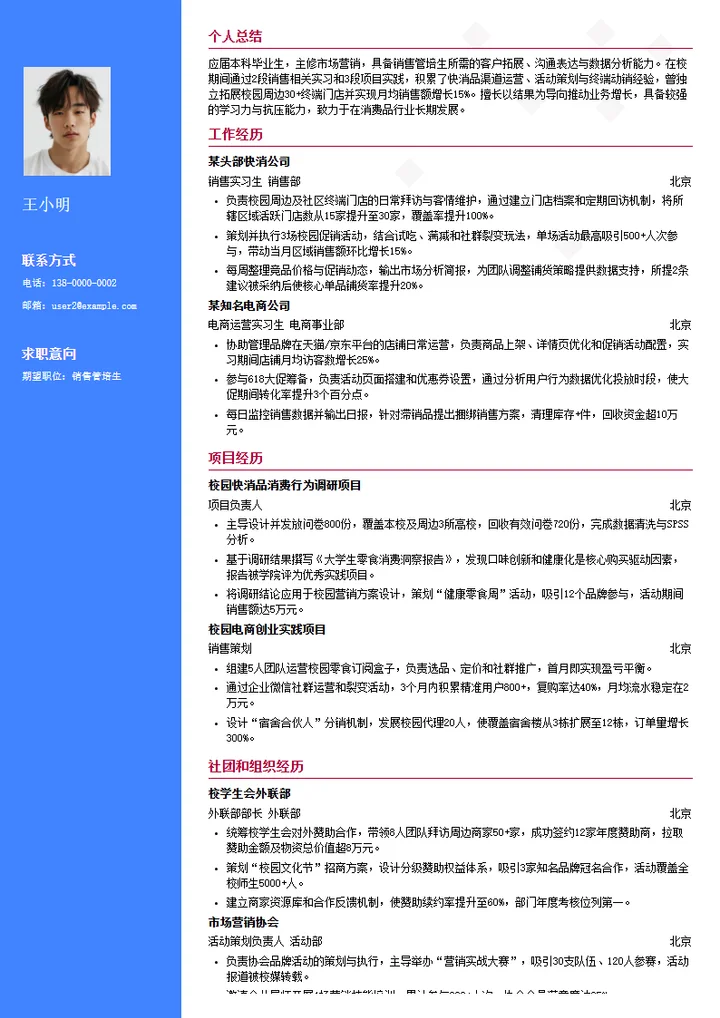 王小明
联系方式
电话：138-0000-0002
邮箱：user2@example.com
求职意向
期望职位：销售管培生
个人总结
应届本科毕业生，主修市场营销，具备销售管培生所需的客户拓展、沟通表达与数据分析能力。在校
期间通过2段销售相关实习和3段项目实践，积累了快消品渠道运营、活动策划与终端动销经验，曾独
立拓展校园周边30+终端门店并实现月均销售额增长15%。擅长以结果为导向推动业务增长，具备较强
的学习力与抗压能力，致力于在消费品行业长期发展。
工作经历
某头部快消公司
销售实习生 销售部 北京
• 负责校园周边及社区终端门店的日常拜访与客情维护，通过建立门店档案和定期回访机制，将所
辖区域活跃门店数从15家提升至30家，覆盖率提升100%。
• 策划并执行3场校园促销活动，结合试吃、满减和社群裂变玩法，单场活动最高吸引500+人次参
与，带动当月区域销售额环比增长15%。
• 每周整理竞品价格与促销动态，输出市场分析简报，为团队调整铺货策略提供数据支持，所提2条
建议被采纳后使核心单品铺货率提升20%。
某知名电商公司
电商运营实习生 电商事业部 北京
• 协助管理品牌在天猫/京东平台的店铺日常运营，负责商品上架、详情页优化和促销活动配置，实
习期间店铺月均访客数增长25%。
• 参与618大促筹备，负责活动页面搭建和优惠券设置，通过分析用户行为数据优化投放时段，使大
促期间转化率提升3个百分点。
• 每日监控销售数据并输出日报，针对滞销品提出捆绑销售方案，清理库存+件，回收资金超10万
元。
项目经历
校园快消品消费行为调研项目
项目负责人 北京
• 主导设计并发放问卷800份，覆盖本校及周边3所高校，回收有效问卷720份，完成数据清洗与SPSS
分析。
• 基于调研结果撰写《大学生零食消费洞察报告》，发现口味创新和健康化是核心购买驱动因素，
报告被学院评为优秀实践项目。
• 将调研结论应用于校园营销方案设计，策划“健康零食周”活动，吸引12个品牌参与，活动期间
销售额达5万元。
校园电商创业实践项目
销售策划 北京
• 组建5人团队运营校园零食订阅盒子，负责选品、定价和社群推广，首月即实现盈亏平衡。
• 通过企业微信社群运营和裂变活动，3个月内积累精准用户800+，复购率达40%，月均流水稳定在2
万元。
• 设计“宿舍合伙人”分销机制，发展校园代理20人，使覆盖宿舍楼从3栋扩展至12栋，订单量增长
300%。
社团和组织经历
校学生会外联部
外联部部长 外联部 北京
• 统筹校学生会对外赞助合作，带领8人团队拜访周边商家50+家，成功签约12家年度赞助商，拉取
赞助金额及物资总价值超8万元。
• 策划“校园文化节”招商方案，设计分级赞助权益体系，吸引3家知名品牌冠名合作，活动覆盖全
校师生5000+人。
• 建立商家资源库和合作反馈机制，使赞助续约率提升至60%，部门年度考核位列第一。
市场营销协会
活动策划负责人 活动部 北京
• 负责协会品牌活动的策划与执行，主导举办“营销实战大赛”，吸引30支队伍、120人参赛，活动
报道被校媒转载。